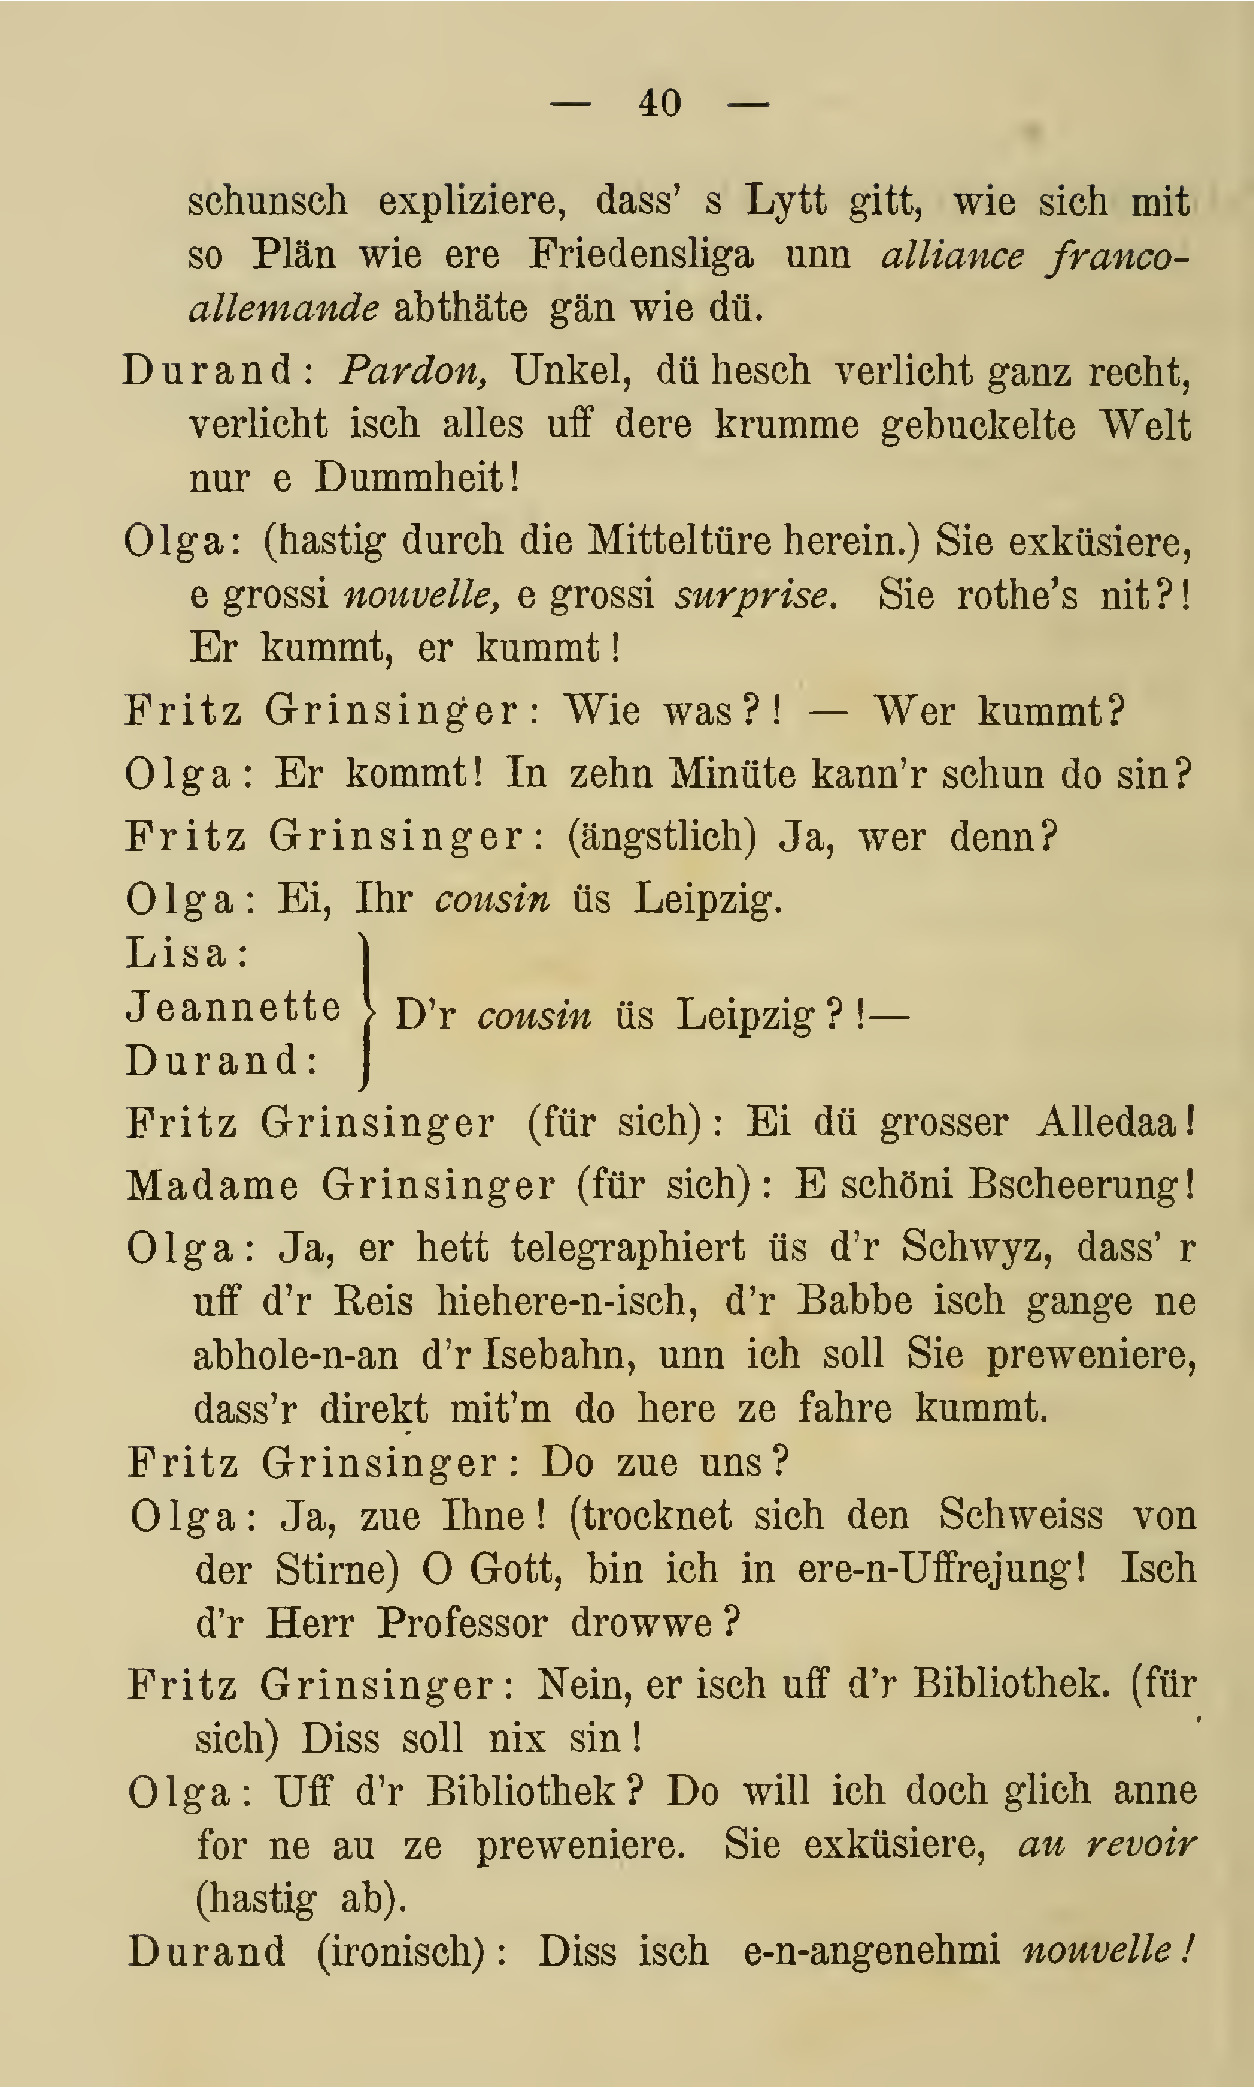 — 40 —
schunsch expliziere, dass' s Lytt gitt, wie sich mit
so Plän wie ere Friedensliga unn alliance franco-
allemande abthäte gän wie dü.
Durand: Pardon, Unkel, dü hesch verlicht ganz recht,
verlicht isch alles uff dere krumme gebuckelte Welt
nur e Dummheit!
Olga: (hastig durch die Mitteltüre herein.) Sie exküsiere,
e grossi nouvelle, e grossi surprise. Sie rothe's nit?!
Er kummt, er kummt!
Fritz Grinsinger: Wie was?! — Wer kummt?
Olga: Er kommt! In zehn Minüte kann'r schun do sin?
Fritz Grinsinger: (ängstlich) Ja, wer denn?
Olga: Ei, Ihr cousin üs Leipzig.
Lisa:
Jeannette
Durand:
D'r cousin üs Leipzig?!—
Fritz Grinsinger (für sich): Ei dü grosser Alledaa!
Madame Grinsinger (für sich): E schöni Bscheerung!
Olga: Ja, er hett telegraphiert üs d'r Schwyz, dass' r
uff d'r Reis hiehere-n-isch, d'r Babbe isch gange ne
abhole-n-an d'r Isebahn, unn ich soll Sie preweniere,
dass'r direkt mit'm do here ze fahre kummt.
Fritz Grinsinger: Do zue uns?
Olga: Ja, zue Ihne! (trocknet sich den Schweiss von
der Stirne) O Gott, bin ich in ere-n-Uffrejung! Isch
d'r Herr Professor drowwe?
Fritz Grinsinger: Nein, er isch uff d'r Bibliothek. (für
sich) Diss soll nix sin!
Olga: Uff d'r Bibliothek? Do will ich doch glich anne
for ne au ze preweniere. Sie exküsiere, au revoir
(hastig ab).
Durand (ironisch): Diss isch e-n-angenehmi nouvelle!